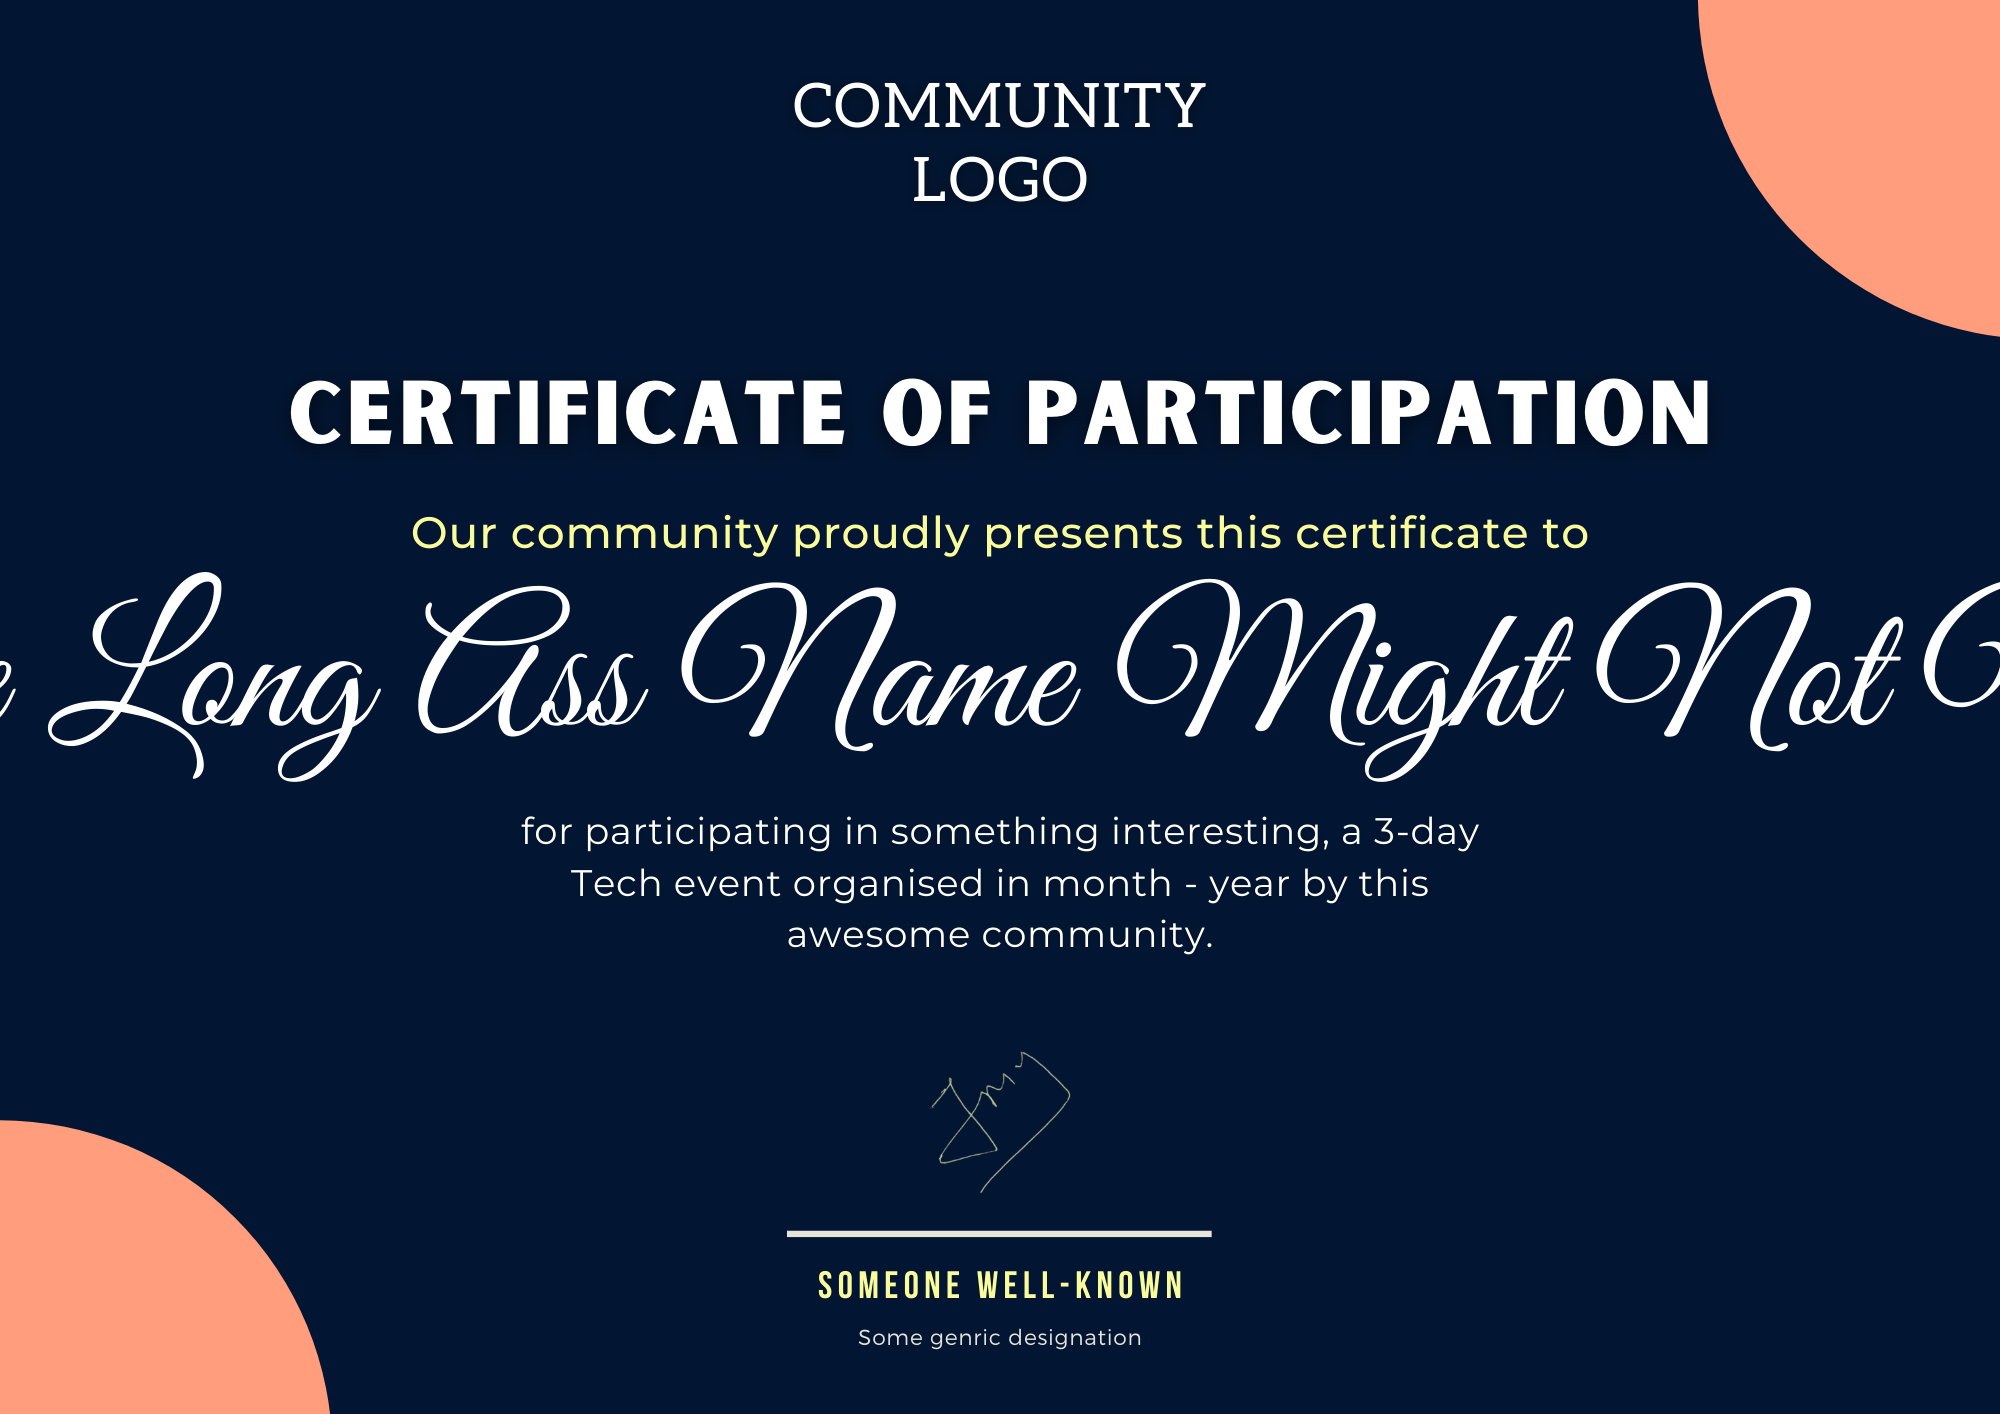 COMMUNITY
LOGO
CERTIFICATE OF PARTICIPATION
Our community proudly presents this certificate to
Long Ass Name Might Not
for participating in something interesting, a 3-day
Tech event organised in month - year by this
awesome community.
SOMEONE WELL-KNOWN
Some genric designation